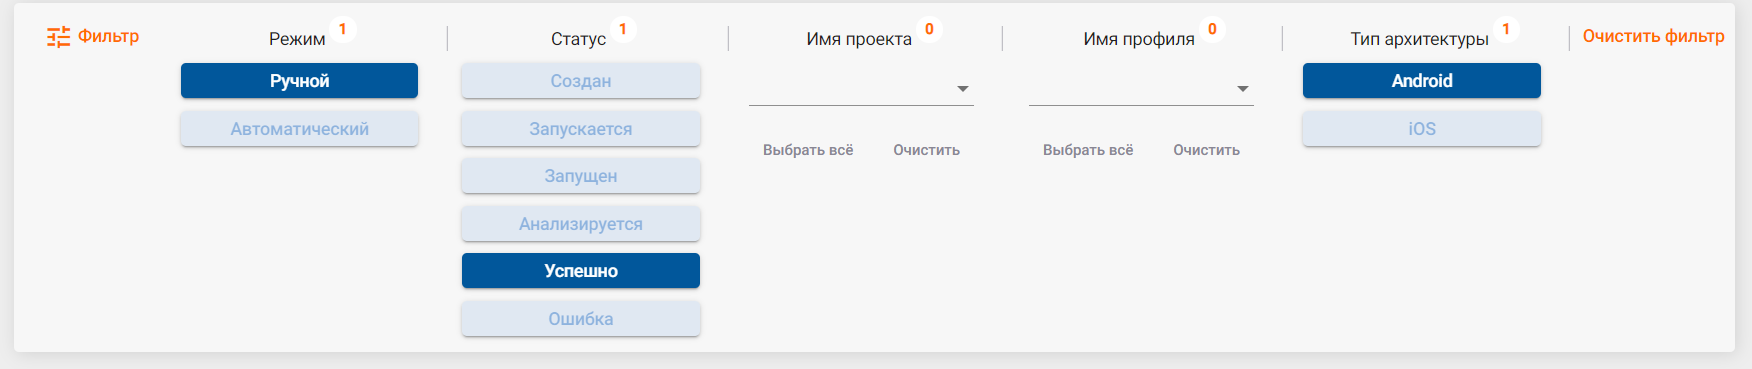 Фильтр
Режим 1
Ручной
Автоматический
Статус 1
Создан
Запускается
Запущен
Анализируется
Успешно
Ошибка
Имя проекта 0
Выбрать всё Очистить
Имя профиля 0
Выбрать всё Очистить
Тип архитектуры 1
Android
iOS
Очистить фильтр